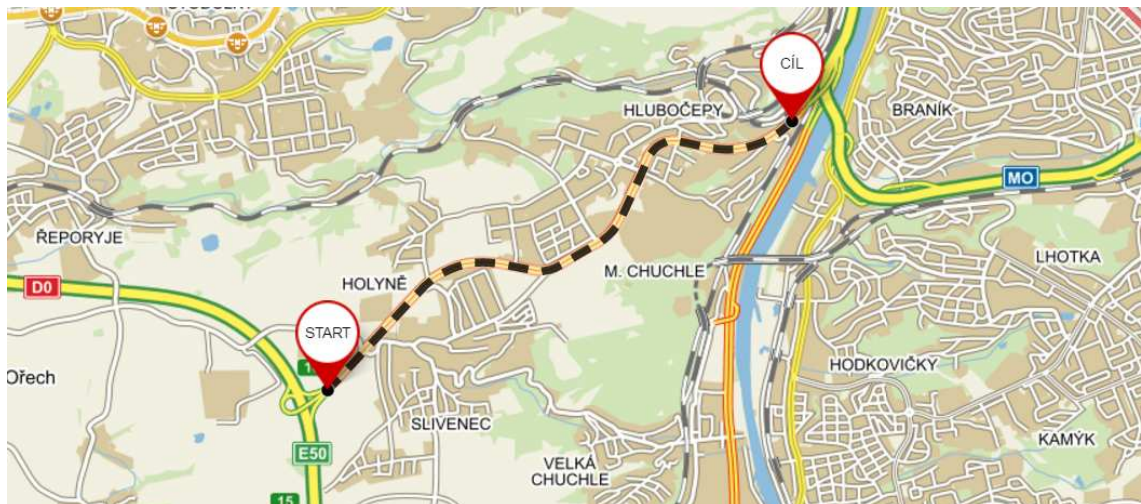 CÍL
HLUBOČEPY
BRANÍK
MO
ŘEPORYJE
LHOTKA
D0
HOLYNĚ
M. CHUCHLE
START
HODKOVIČKY
Ořech
SLIVENEC
KAMÝK
E50
VELKÁ
CHUCHLE
15